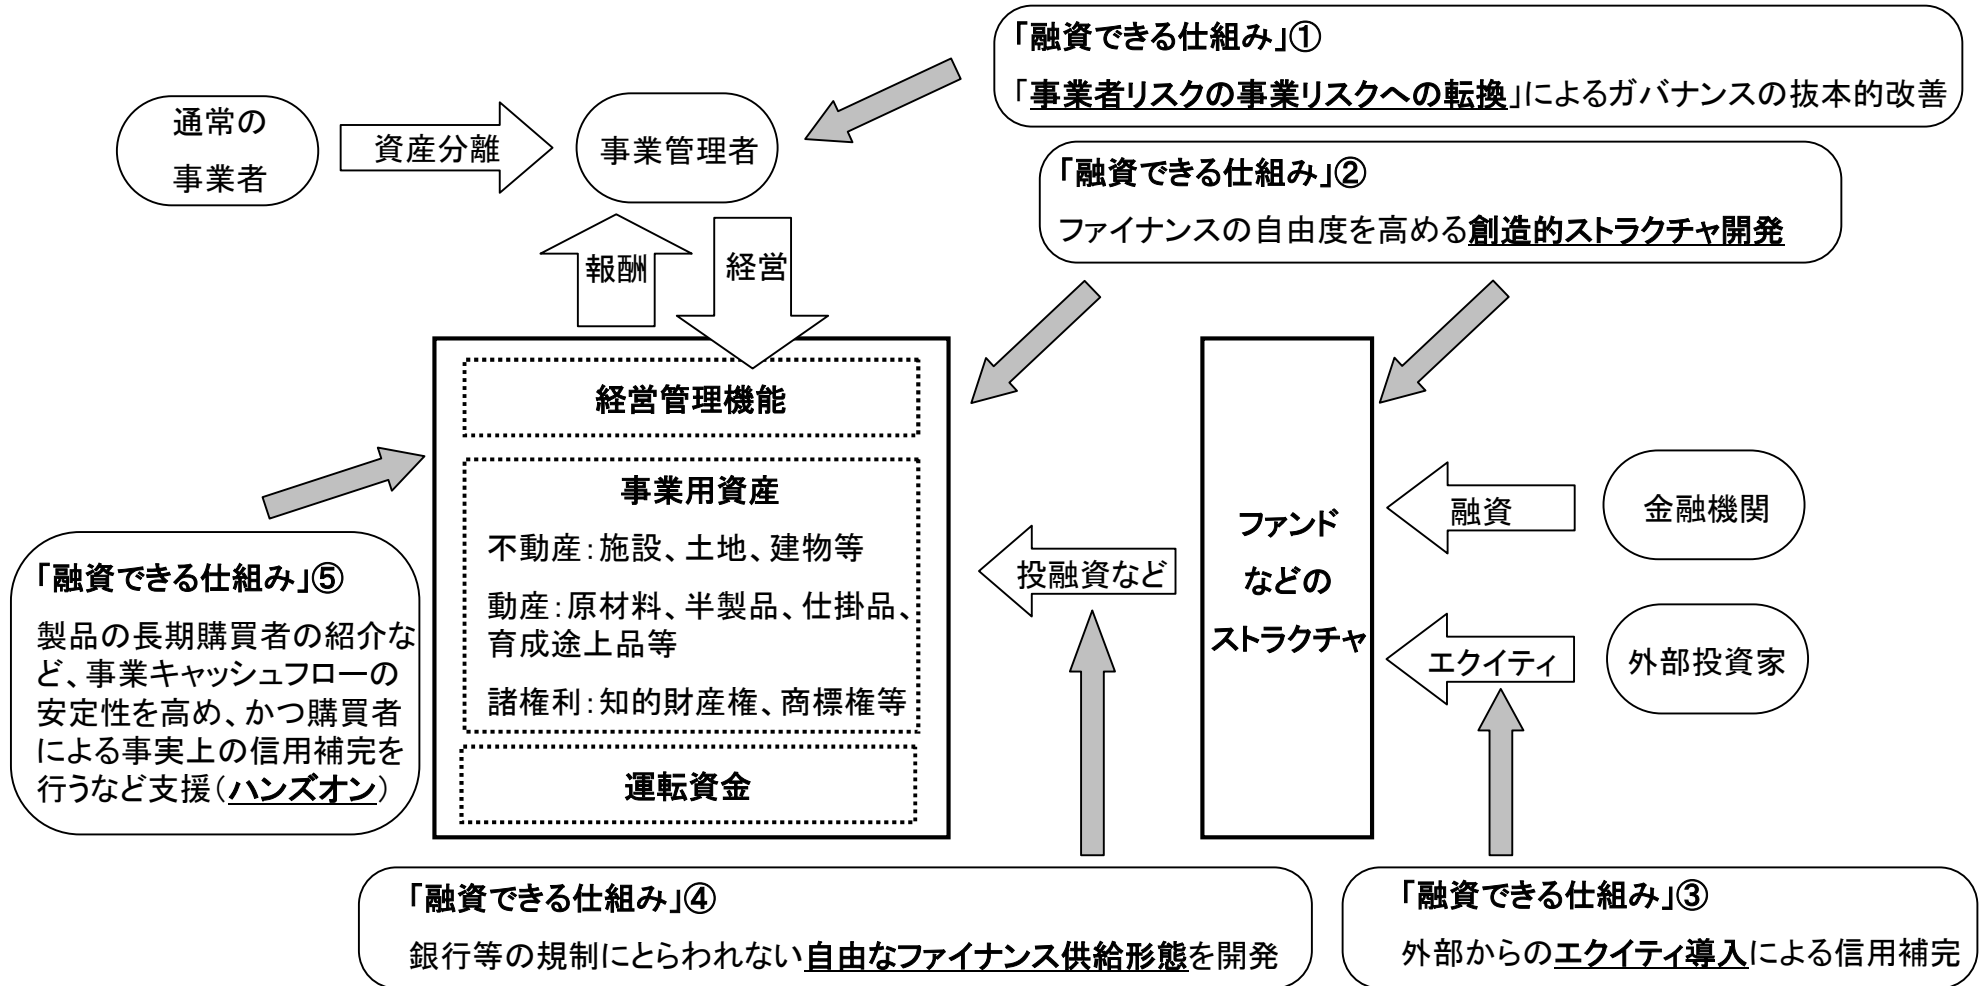 「融資できる仕組み」①
「事業者リスクの事業リスクへの転換」によるガバナンスの抜本的改善
通常の
事業者
資産分離
事業管理者
「融資できる仕組み」②
ファイナンスの自由度を高める創造的ストラクチャ開発
報酬
経営
経営管理機能
事業用資産
不動産:施設、土地、建物等
動産:原材料、半製品、仕掛品、
育成途上品等
諸権利:知的財産権、商標権等
運転資金
投融資など
ファンド
などの
ストラクチャ
融資
金融機関
エクイティ
外部投資家
「融資できる仕組み」⑤
製品の長期購買者の紹介な
ど、事業キャッシュフローの
安定性を高め、かつ購買者
による事実上の信用補完を
行うなど支援(ハンズオン)
「融資できる仕組み」④
銀行等の規制にとらわれない自由なファイナンス供給形態を開発
「融資できる仕組み」③
外部からのエクイティ導入による信用補完